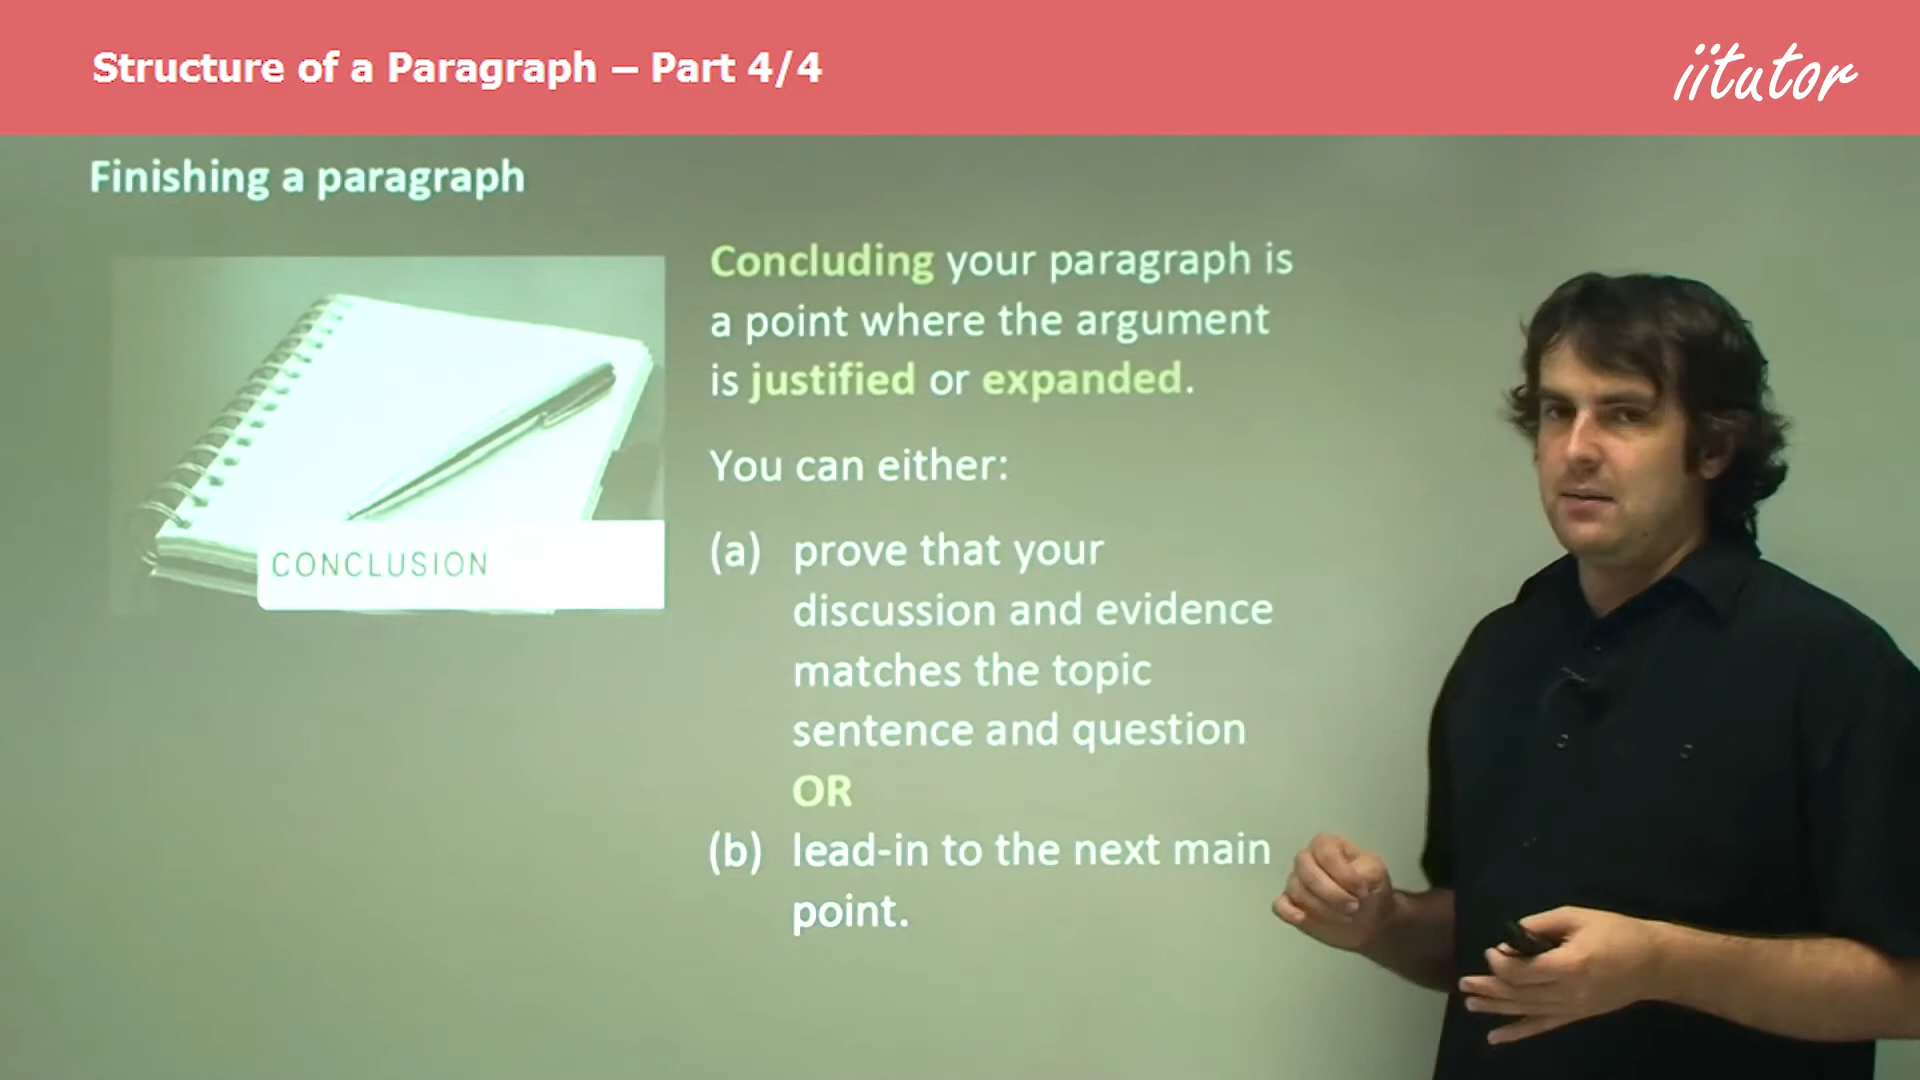 Structure of a Paragraph – Part 4/4
iitutor
Finishing a paragraph
Concluding your paragraph is
a point where the argument
is justified or expanded.
You can either:
(a) prove that your
discussion and evidence
matches the topic
sentence and question
OR
(b) lead-in to the next main
point.
CONCLUSION